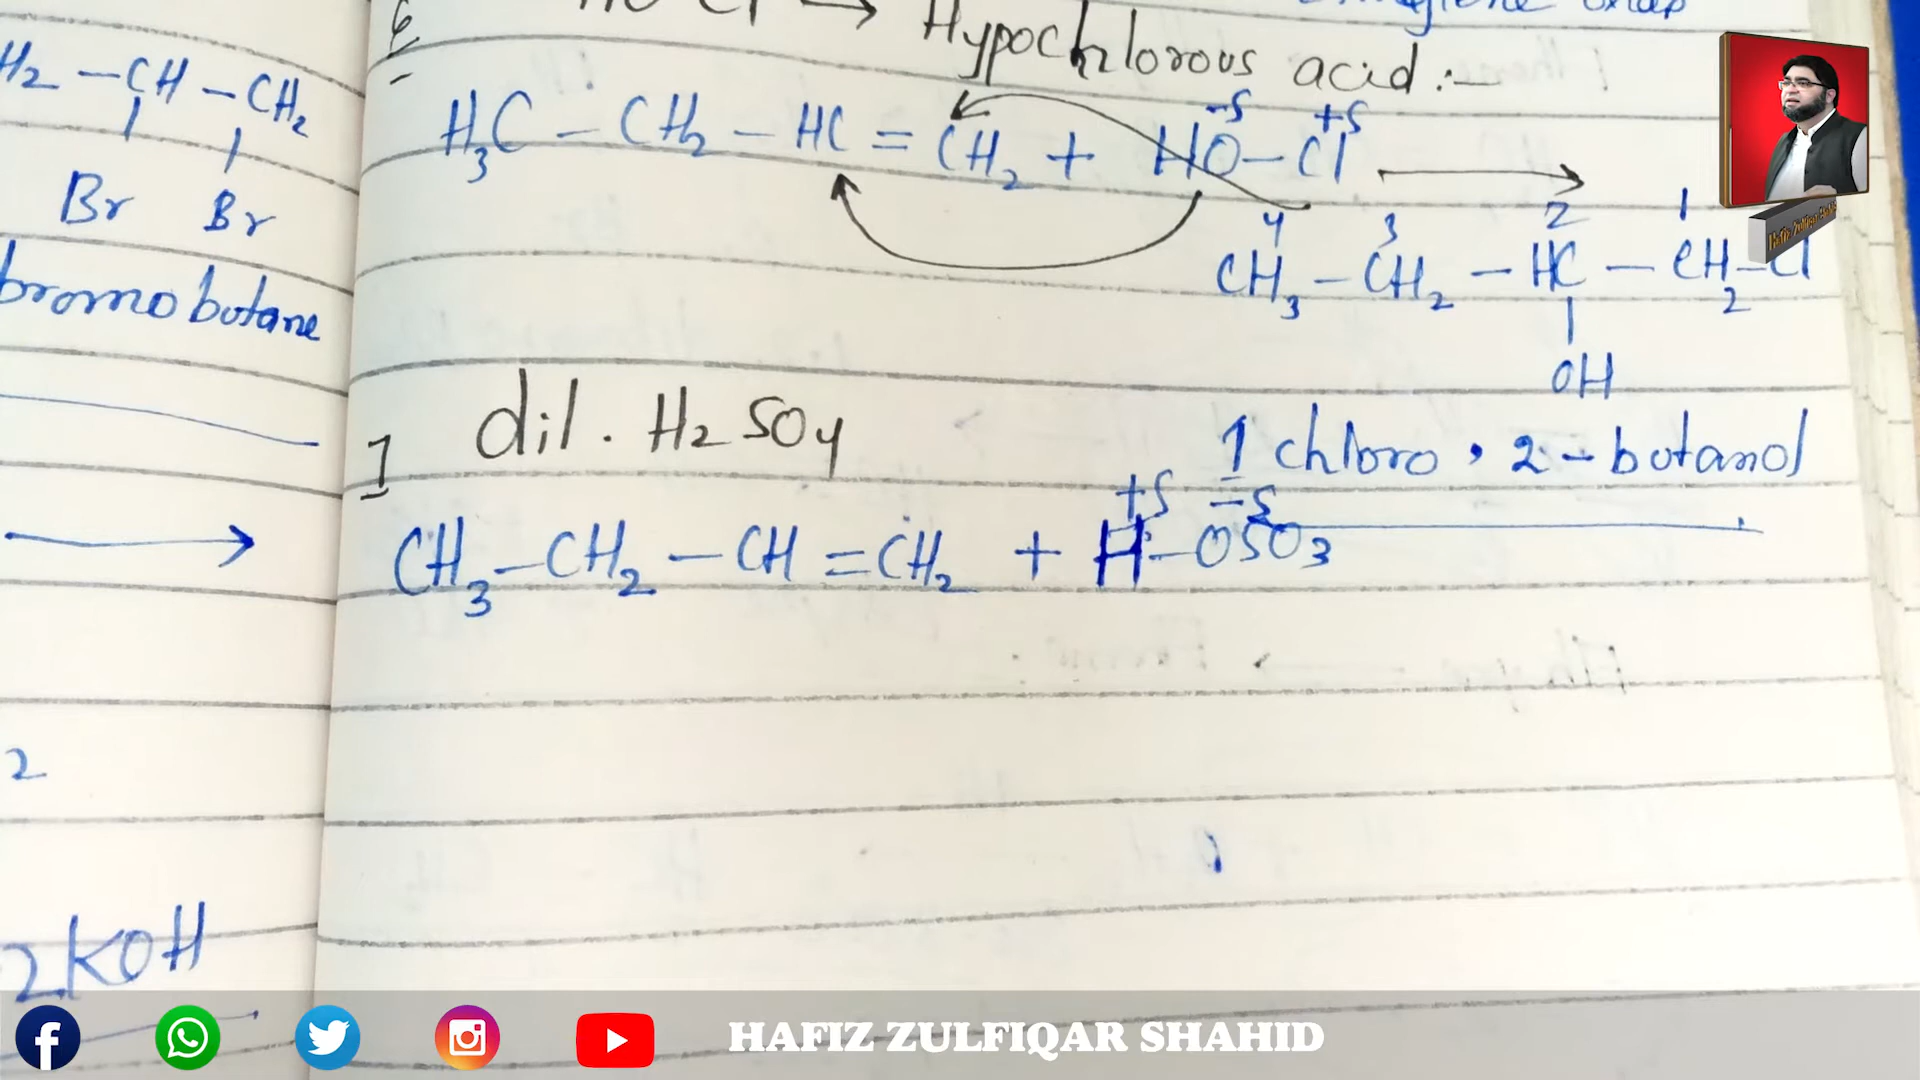 H2 – CH – CH2
Br Br
bromobutane
2
2KOH
6 HOCl → Hypochlorous acid :-
-δ +δ
H3C – CH2 – HC = CH2 + HO – Cl →
4 3 2 1
CH3 – CH2 – HC – CH2 – Cl
OH
1 chloro , 2 – butanol
7 dil . H2SO4
+δ -δ
CH3 – CH2 – CH = CH2 + H – OSO3
HAFIZ ZULFIQAR SHAHID